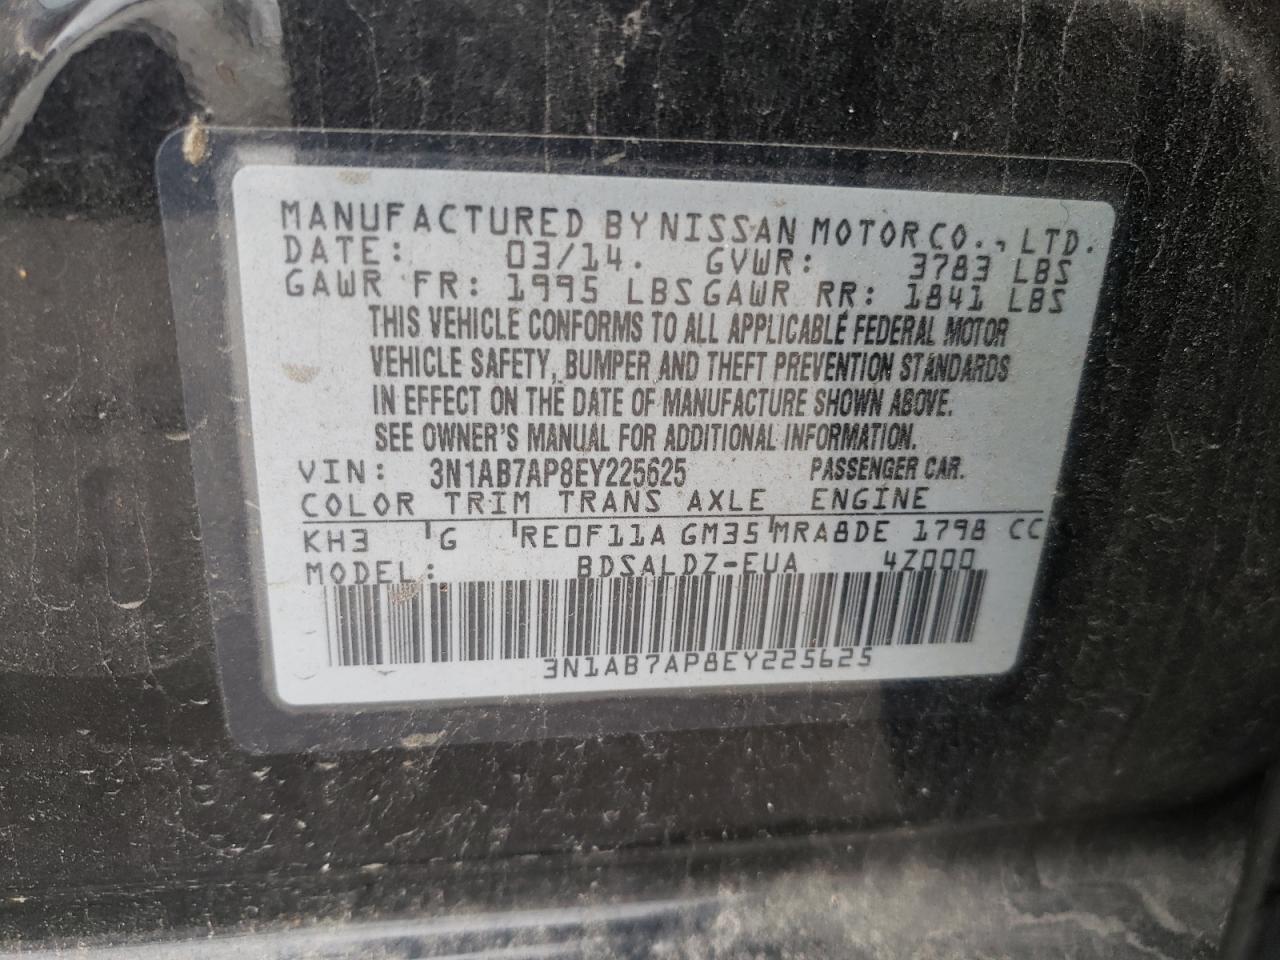 MANUFACTURED BY NISSAN MOTOR CO., LTD.
DATE: 03/14. GVWR: 3783 LBS
GAWR FR: 1995 LBS GAWR RR: 1841 LBS
THIS VEHICLE CONFORMS TO ALL APPLICABLE FEDERAL MOTOR
VEHICLE SAFETY, BUMPER AND THEFT PREVENTION STANDARDS
IN EFFECT ON THE DATE OF MANUFACTURE SHOWN ABOVE.
SEE OWNER'S MANUAL FOR ADDITIONAL INFORMATION.
VIN: 3N1AB7AP8EY225625 PASSENGER CAR.
COLOR TRIM TRANS AXLE ENGINE
KH3 G RE0F11A GM35 MRA8DE 1798 CC
MODEL: BDSALDZ-EUA 4Z000
3N1AB7AP8EY225625